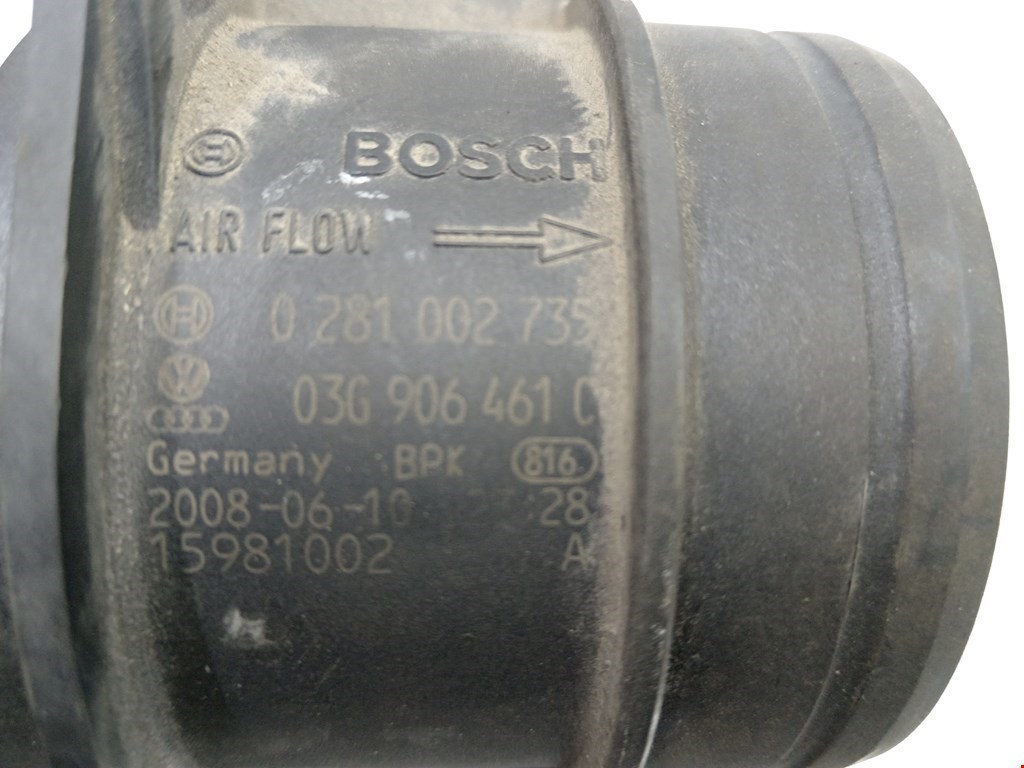 BOSCH
AIR FLOW
0 281 002 735
03G 906 461 C
Germany BPK 816
2008-06-10 28
15981002 A